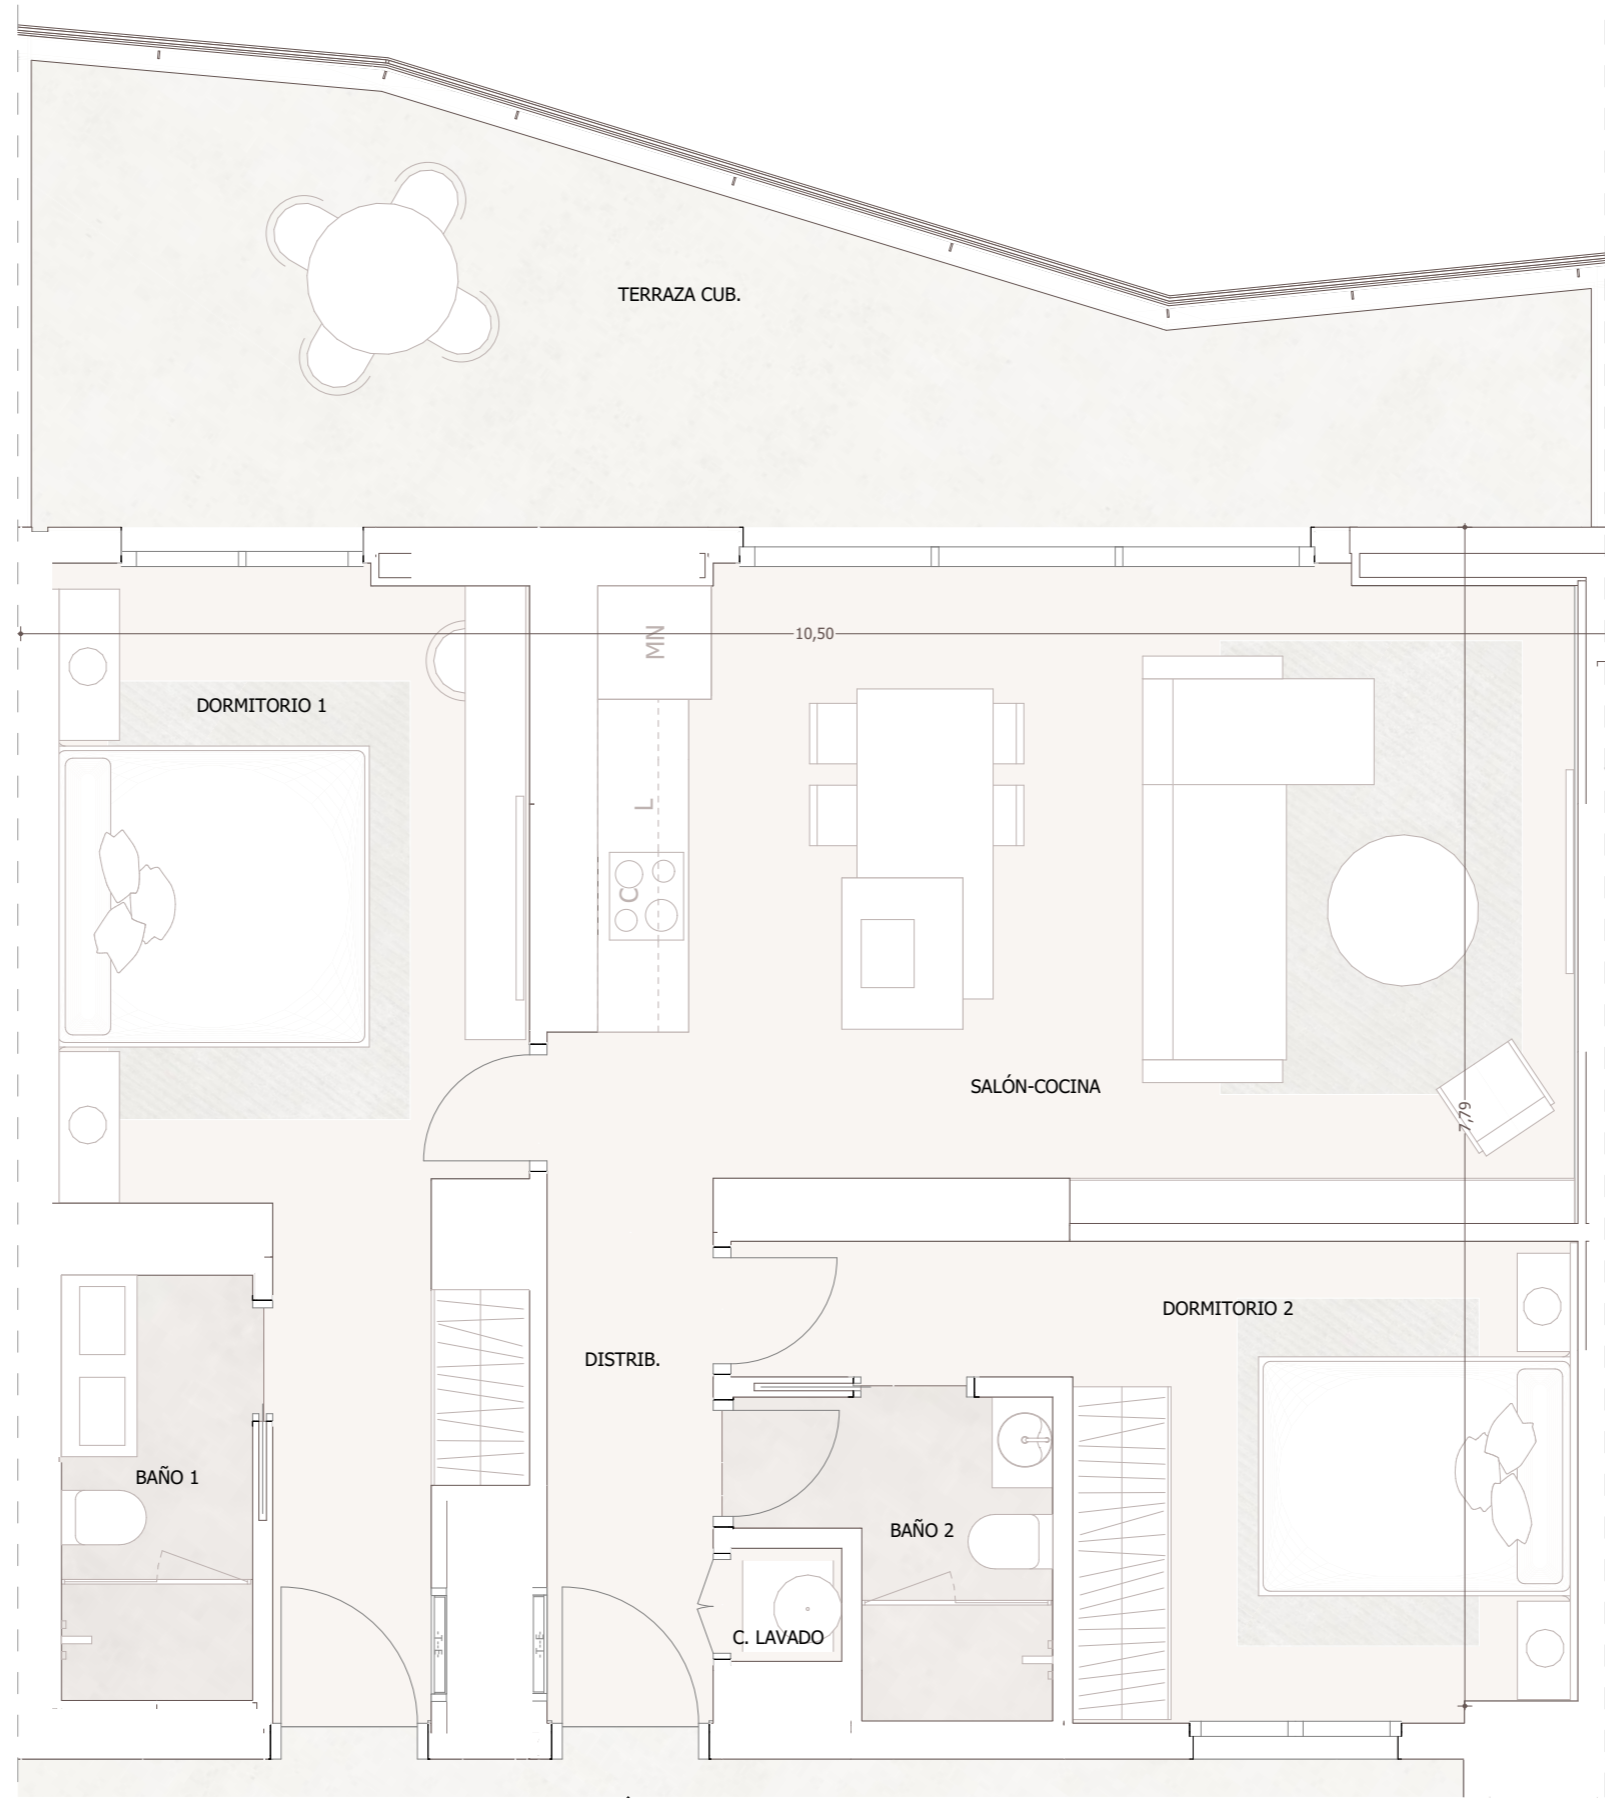 TERRAZA CUB.
10,50
MN
DORMITORIO 1
L
C
SALÓN-COCINA
7,79
DORMITORIO 2
DISTRIB.
BAÑO 1
BAÑO 2
C. LAVADO